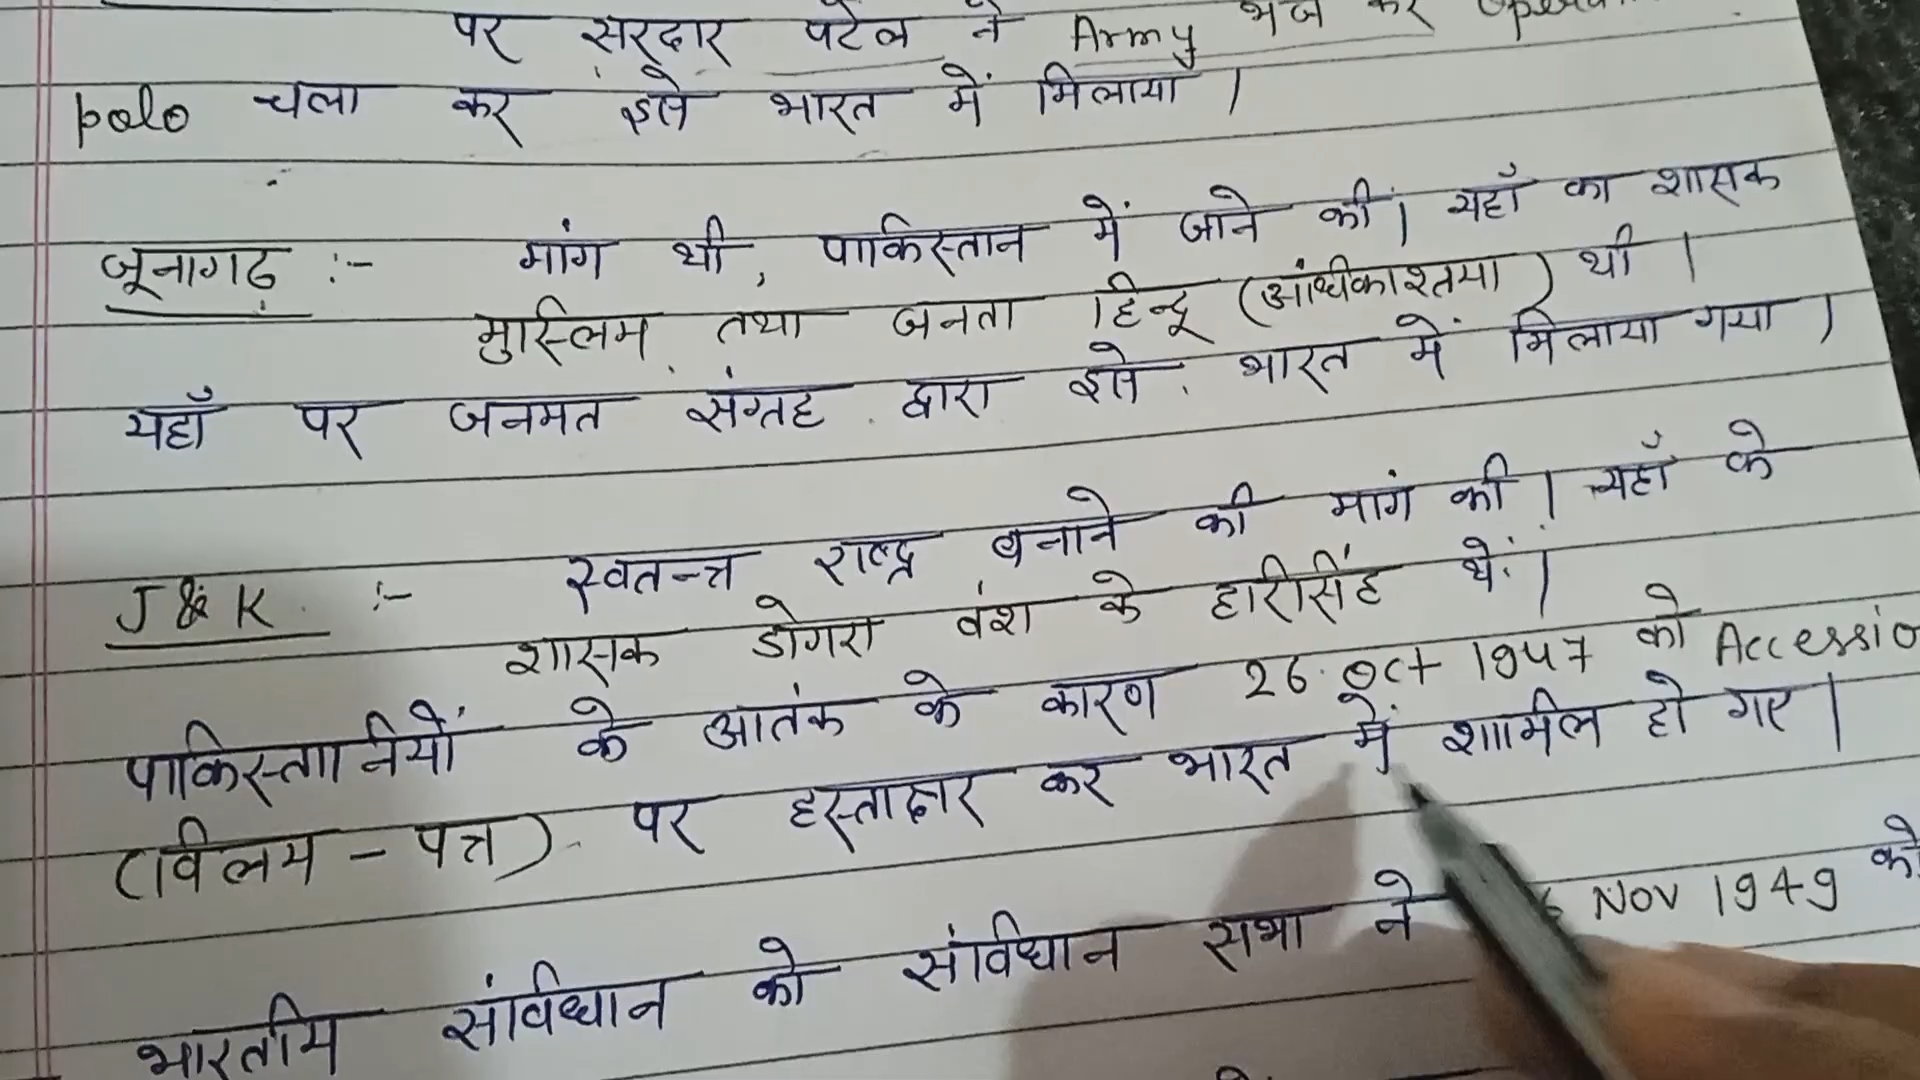 पर सरदार पटेल ने Army भेज कर
polo चला कर इसे भारत में मिलाया ।
जूनागढ़ :- मांग थी, पाकिस्तान में जाने की। यहाँ का शासक
मुस्लिम तथा जनता हिन्दू (अधिकाशतया) थी ।
यहाँ पर जनमत संग्रह द्वारा इसे भारत में मिलाया गया ।
J & K :- स्वतन्त्र राष्ट्र बनाने की मांग की । यहाँ के
शासक डोगरा वंश के हरीसिंह थे ।
पाकिस्तानियों के आतंक के कारण 26 Oct 1947 को Accessio
(विलय - पत्र) पर हस्ताक्षर कर भारत में शामिल हो गए ।
भारतीय संविधान को संविधान सभा ने 6 Nov 1949 को